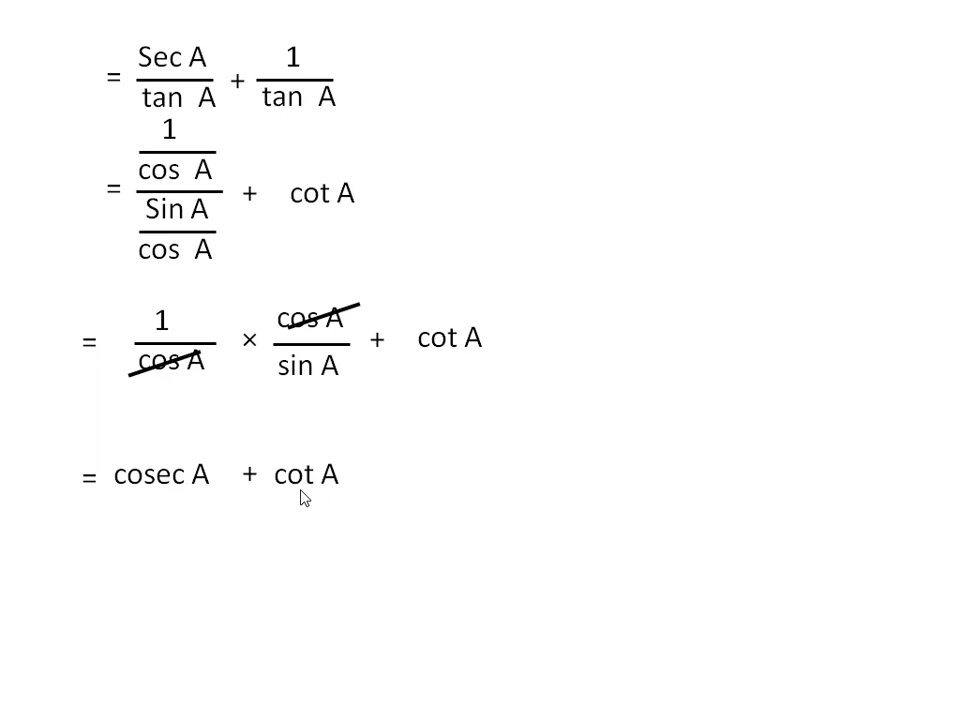 = Sec A / tan A + 1 / tan A
= 1 / cos A / Sin A / cos A + cot A
= 1 / cos A × cos A / sin A + cot A
= cosec A + cot A